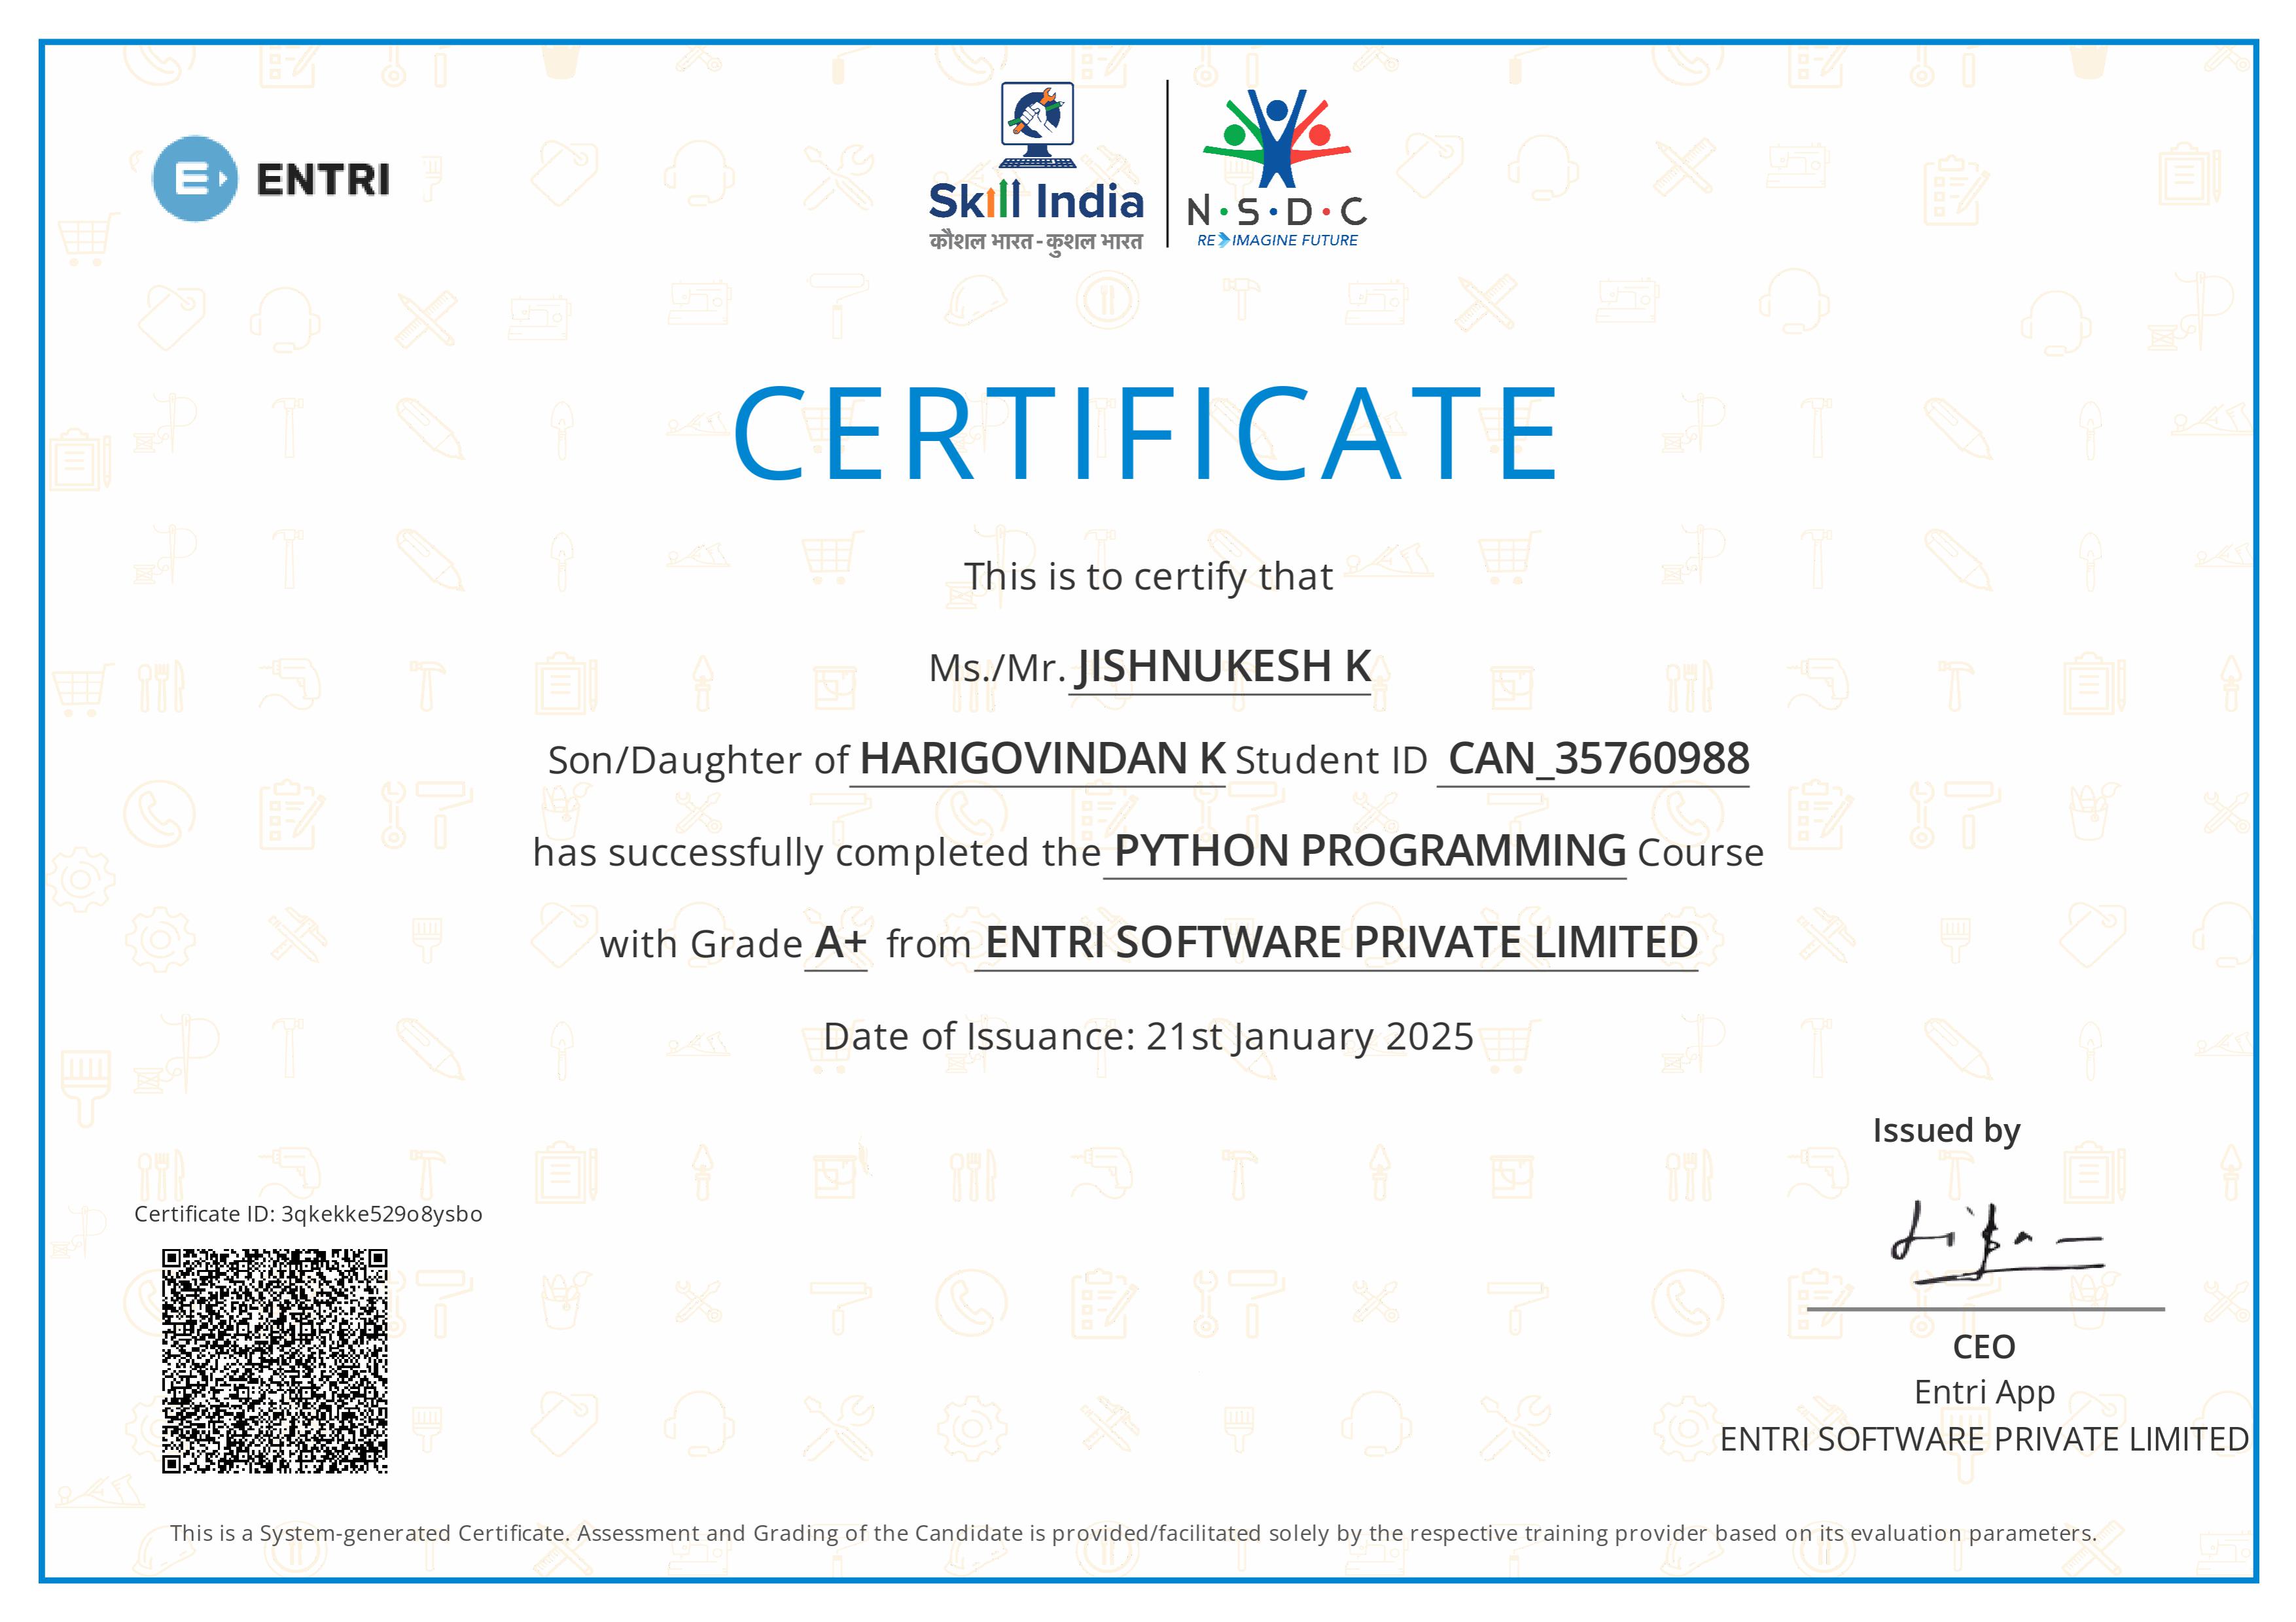 ENTRI
Skill India
कौशल भारत - कुशल भारत
N·S·D·C
RE IMAGINE FUTURE
CERTIFICATE
This is to certify that
Ms./Mr. JISHNUKESH K
Son/Daughter of HARIGOVINDAN K Student ID CAN_35760988
has successfully completed the PYTHON PROGRAMMING Course
with Grade A+ from ENTRI SOFTWARE PRIVATE LIMITED
Date of Issuance: 21st January 2025
Issued by
Certificate ID: 3qkekke529o8ysbo
CEO
Entri App
ENTRI SOFTWARE PRIVATE LIMITED
This is a System-generated Certificate. Assessment and Grading of the Candidate is provided/facilitated solely by the respective training provider based on its evaluation parameters.